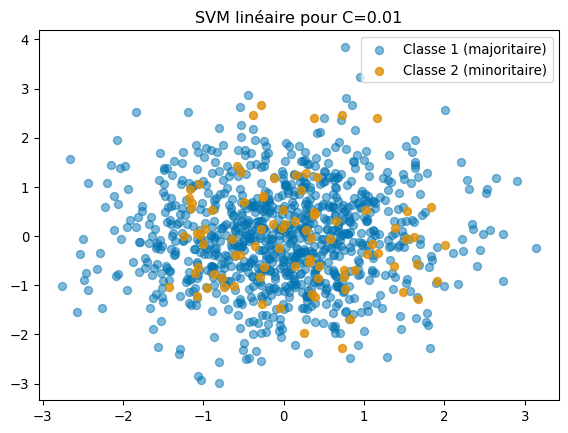 SVM linéaire pour C=0.01
Classe 1 (majoritaire)
Classe 2 (minoritaire)
4
3
2
1
0
−1
−2
−3
−3 −2 −1 0 1 2 3